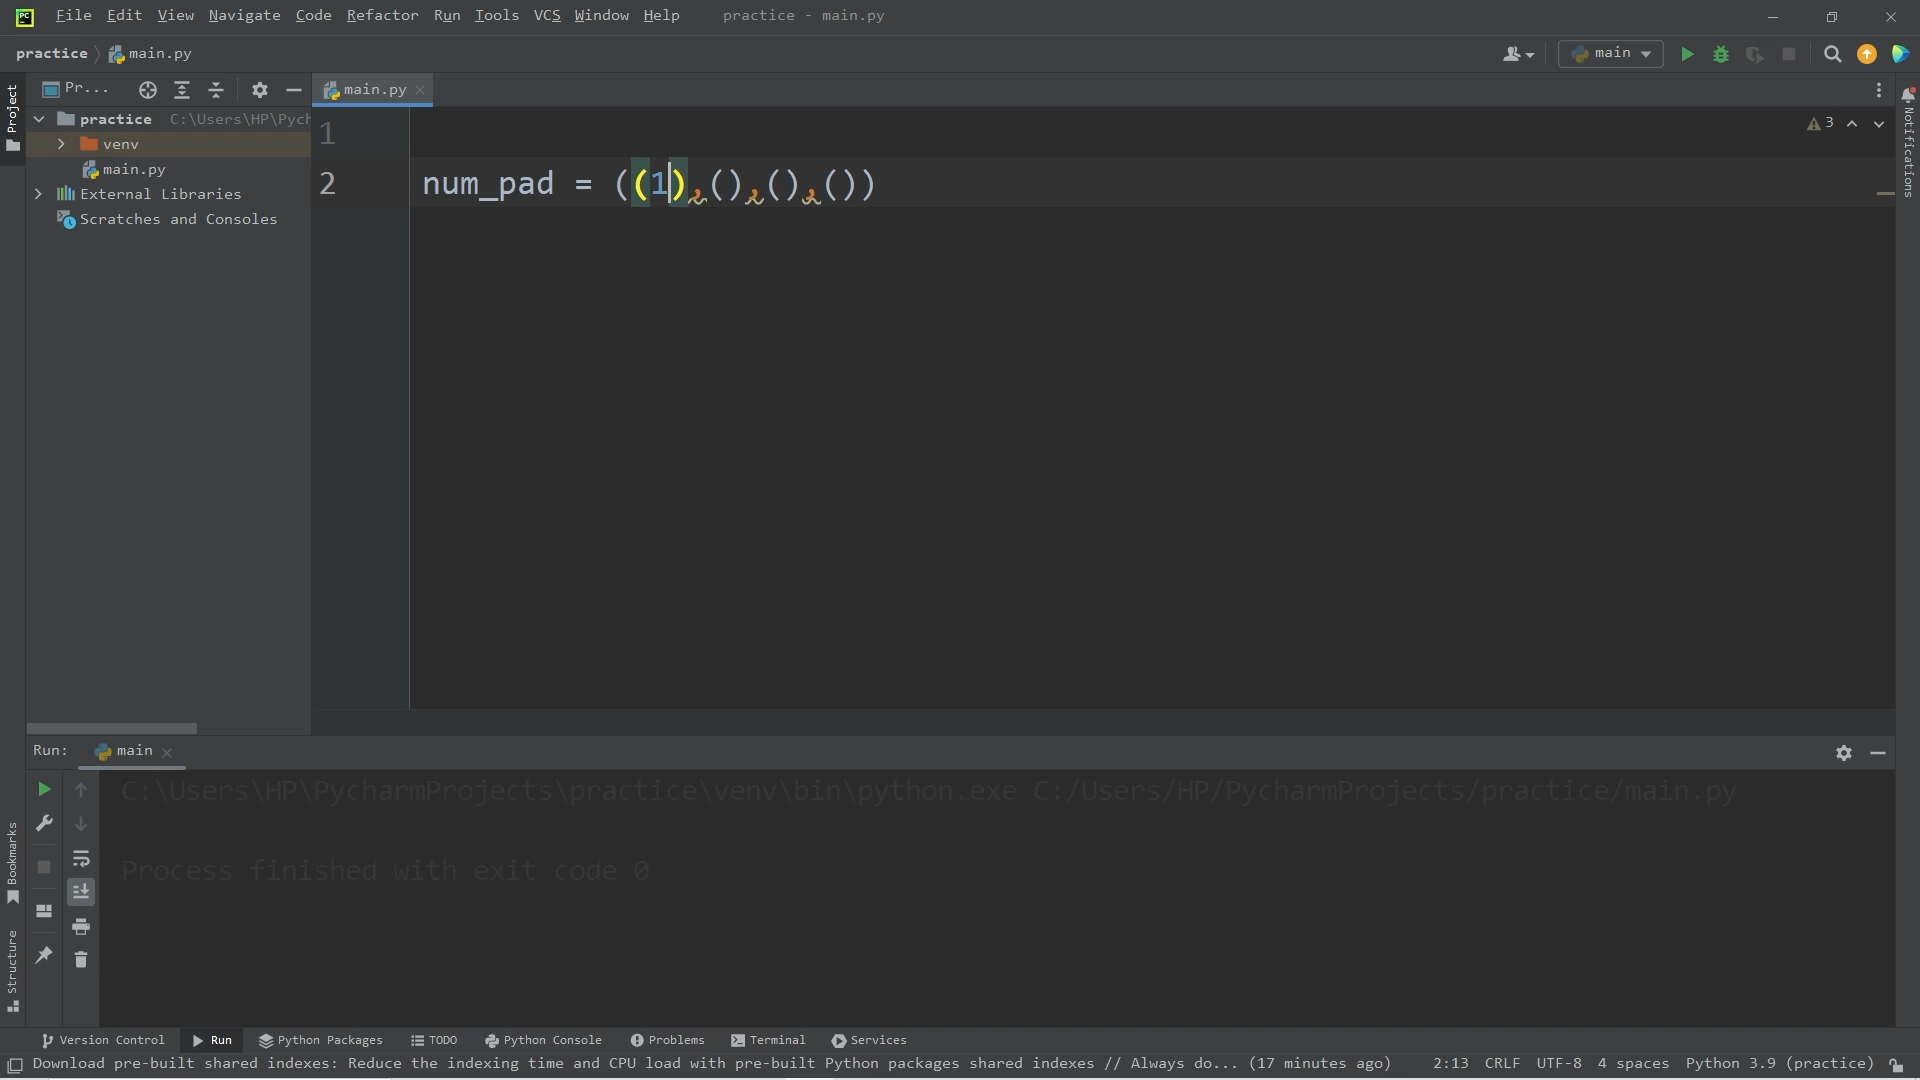 File Edit View Navigate Code Refactor Run Tools VCS Window Help practice - main.py
practice main.py main
Project Pr... main.py
practice C:\Users\HP\Pych
venv
main.py
External Libraries
Scratches and Consoles
1
2 num_pad = ((1),(),(),())
3
Notifications
Run: main
C:\Users\HP\PycharmProjects\practice\venv\bin\python.exe C:/Users/HP/PycharmProjects/practice/main.py
Process finished with exit code 0
Bookmarks
Structure
Version Control Run Python Packages TODO Python Console Problems Terminal Services
Download pre-built shared indexes: Reduce the indexing time and CPU load with pre-built Python packages shared indexes // Always do... (17 minutes ago) 2:13 CRLF UTF-8 4 spaces Python 3.9 (practice)